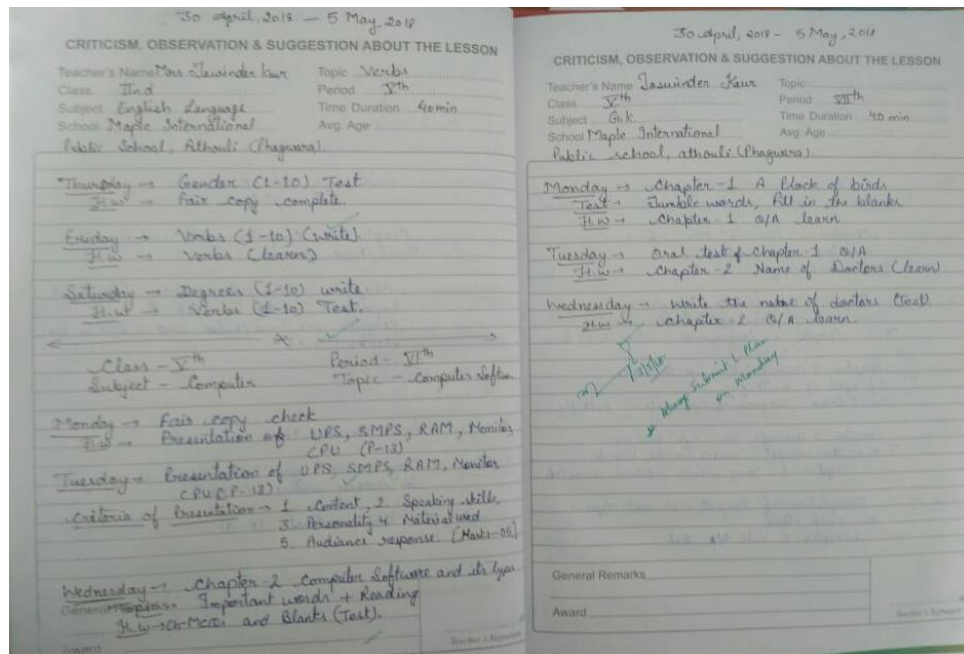 30 April, 2018 — 5 May, 2018
CRITICISM, OBSERVATION & SUGGESTION ABOUT THE LESSON
Teacher's Name Mrs Jaswinder Kaur Topic Verbs
Class IInd Period Vth
Subject English Language Time Duration 40 min
School Maple International Avg. Age
Public School, Athouli (Phagwara).
Thursday → Gender (1-10) Test
H.W → Fair copy complete.
Friday → Verbs (1-10) (write)
H.W → Verbs (learn)
Saturday → Degrees (1-10) write
H.W → Verbs (1-10) Test.
Class - Vth Period - VIth
Subject - Computer Topic - Computer Software
Monday → Fair copy check
H.W → Presentation of UPS, SMPS, RAM, Monitor,
CPU (P-13)
Tuesday → Presentation of UPS, SMPS, RAM, Monitor
CPU (P-13)
Criteria of Presentation → 1. Content, 2. Speaking skills
3. Personality 4. Material used
5. Audience response. (Marks-05)
Wednesday → Chapter-2 Computer Software and its types
General Important words + Reading
H.W → and Blanks (Test).
Award
Teacher's Signature
30 April, 2018 - 5 May, 2018
CRITICISM, OBSERVATION & SUGGESTION ABOUT THE LESSON
Teacher's Name Jaswinder Kaur Topic
Class Vth Period VIIth
Subject G.K Time Duration 40 min
School Maple International Avg. Age
Public school, athouli (Phagwara).
Monday → Chapter-1 A flock of birds
Test → Jumble words, fill in the blanks
H.W → Chapter-1 Q/A learn
Tuesday → Oral test of Chapter-1 Q/A
H.W → Chapter-2 Name of Doctors (learn)
Wednesday → Write the name of doctors (Test)
H.W → Chapter-2 Q/A learn.
Always Submit L. Plan
on Monday
General Remarks
Award
Teacher's Signature